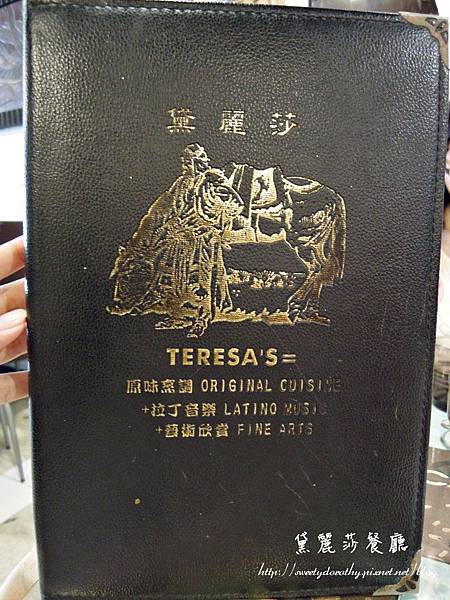 黛麗莎
TERESA'S=
原味烹調 ORIGINAL CUISINE
+拉丁音樂 LATINO MUSIC
+藝術欣賞 FINE ARTS
黛麗莎餐廳
http://sweetydorothy.pixnet.net/blog